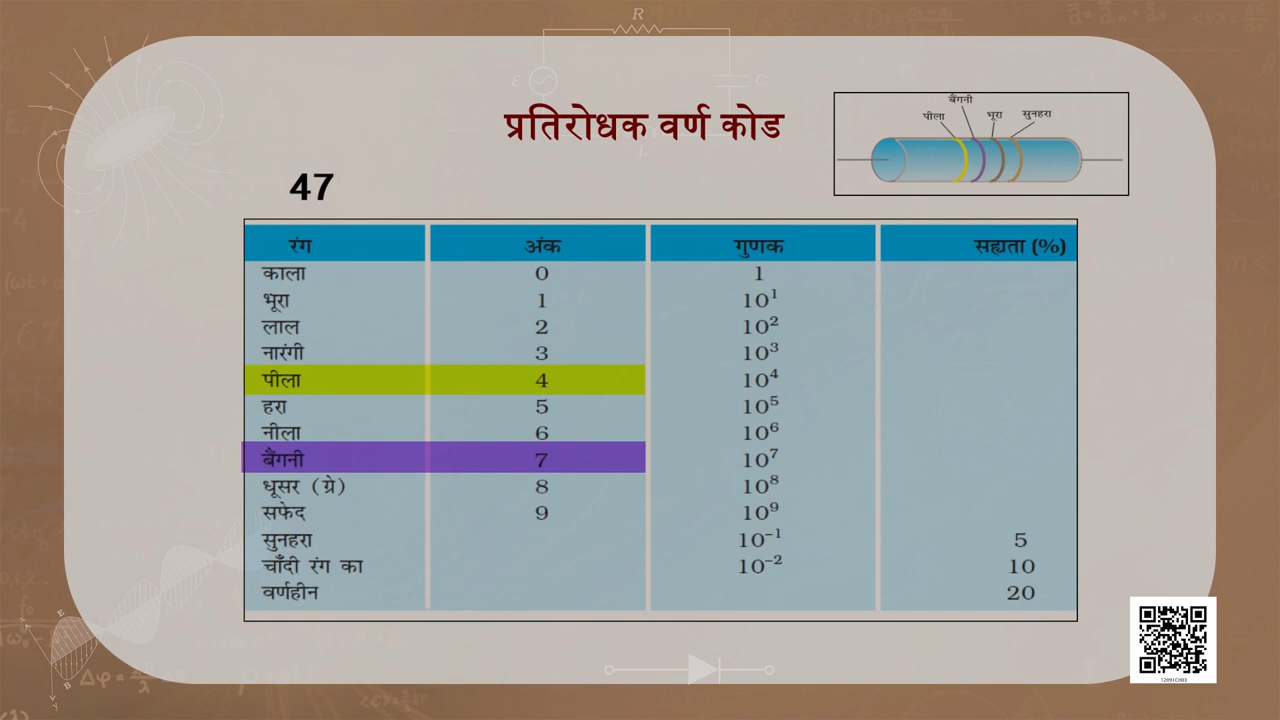 R
ε
C
प्रतिरोधक वर्ण कोड
बैंगनी
पीला
भूरा
सुनहरा
47
रंग अंक गुणक सह्यता (%)
काला 0 1
भूरा 1 10¹
लाल 2 10²
नारंगी 3 10³
पीला 4 10⁴
हरा 5 10⁵
नीला 6 10⁶
बैंगनी 7 10⁷
धूसर (ग्रे) 8 10⁸
सफेद 9 10⁹
सुनहरा 10⁻¹ 5
चाँदी रंग का 10⁻² 10
वर्णहीन 20
12091CH03